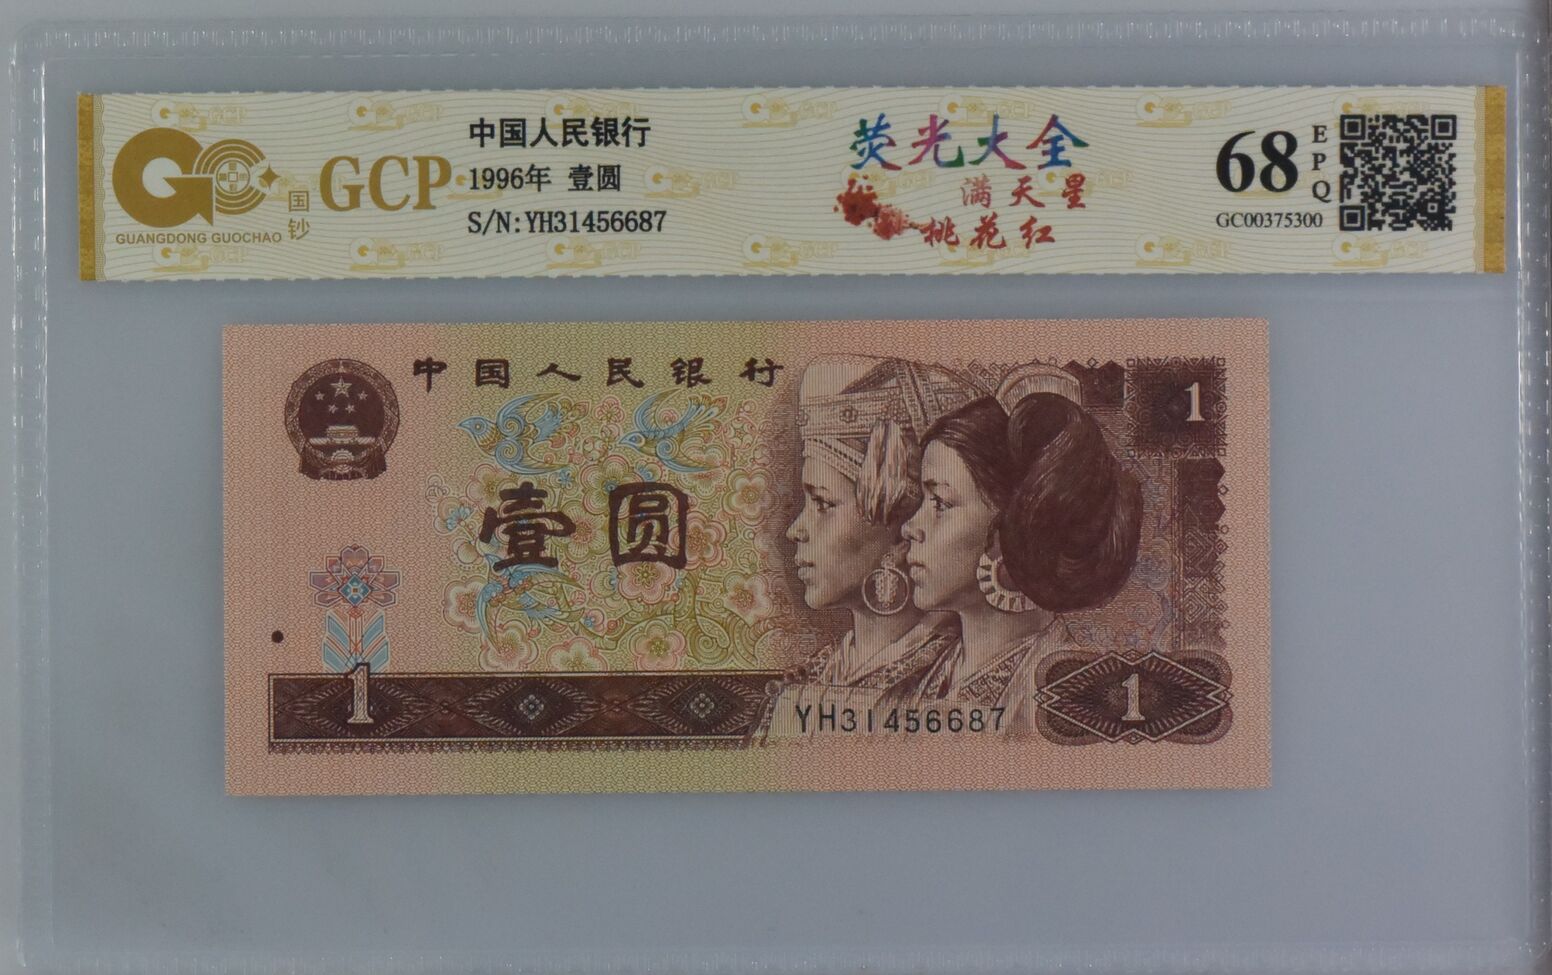 中国人民银行
1996年 壹圆
S/N:YH31456687
GCP
国钞
GUANGDONG GUOCHAO
荧光大全
满天星
桃花红
68
EPQ
GC00375300
中国人民银行
1
壹圆
1
YH31456687
1